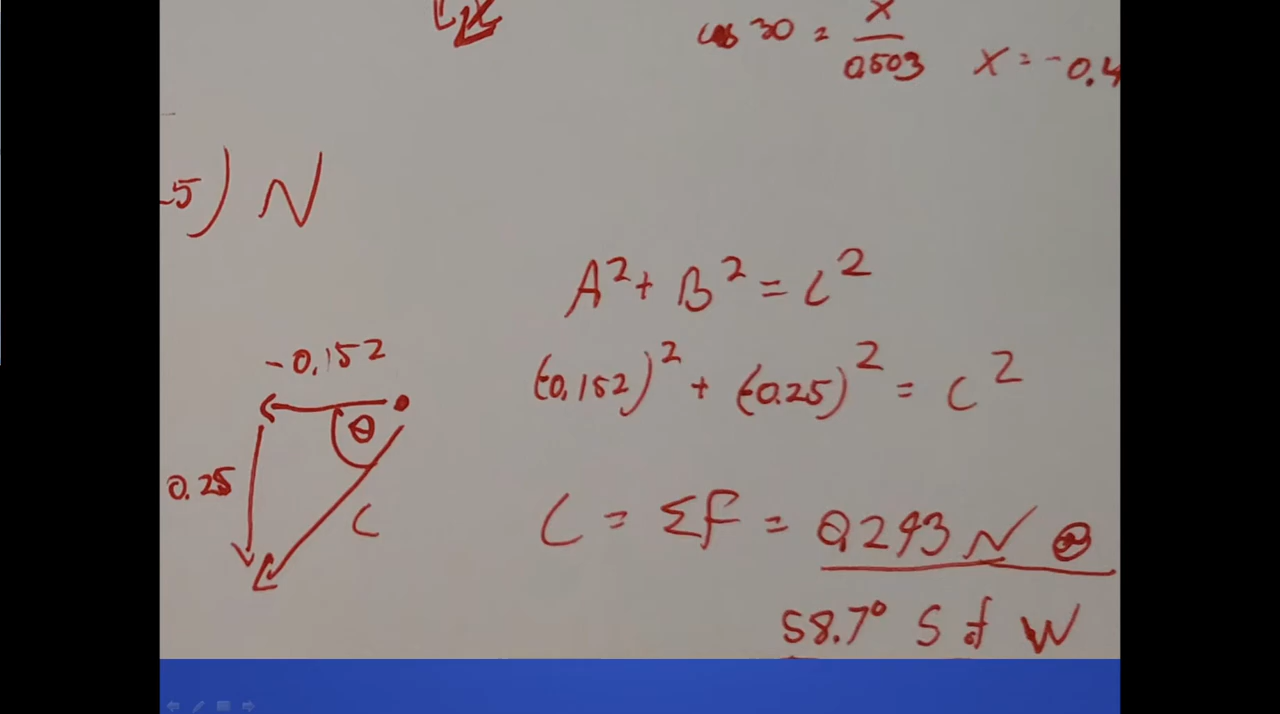 cos 30 = x
0.503
x = -0.4
-5) N
A² + B² = C²
-0.152
(-0.152)² + (-0.25)² = C²
θ
0.25
C
C = ΣF = 0.293 N @
58.7° S of W